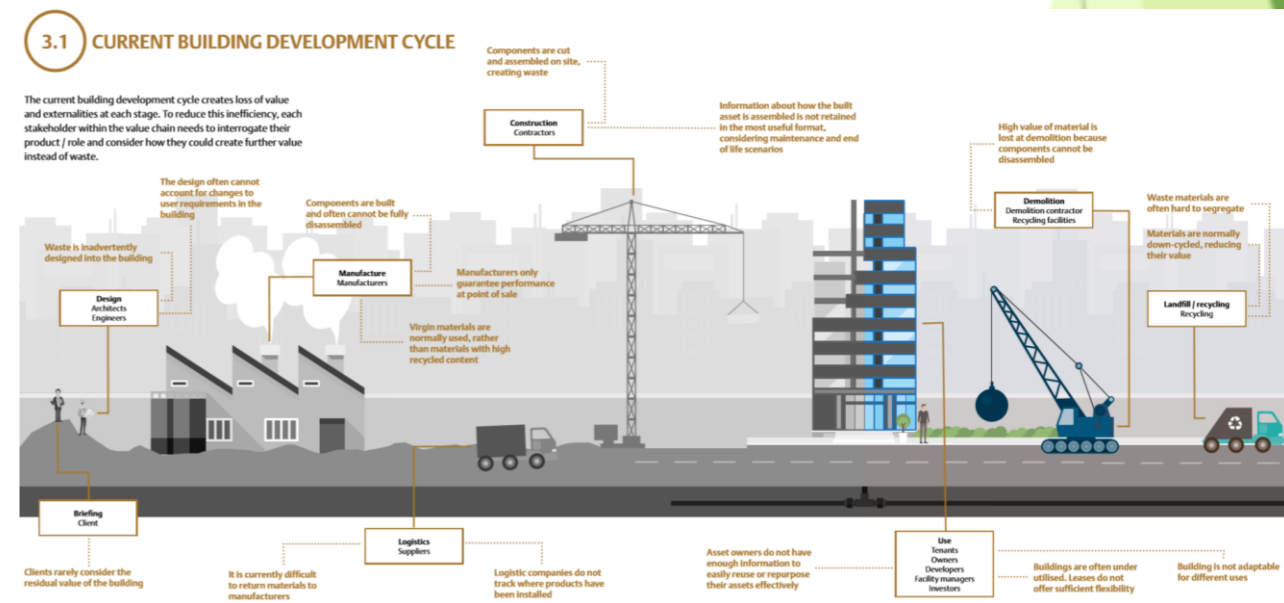 3.1 CURRENT BUILDING DEVELOPMENT CYCLE
The current building development cycle creates loss of value
and externalities at each stage. To reduce this inefficiency, each
stakeholder within the value chain needs to interrogate their
product / role and consider how they could create further value
instead of waste.
Components are cut
and assembled on site,
creating waste
Construction
Contractors
Information about how the built
asset is assembled is not retained
in the most useful format,
considering maintenance and end
of life scenarios
High value of material is
lost at demolition because
components cannot be
disassembled
The design often cannot
account for changes to
user requirements in the
building
Components are built
and often cannot be fully
disassembled
Demolition
Demolition contractor
Recycling facilities
Waste materials are
often hard to segregate
Materials are normally
down-cycled, reducing
their value
Waste is inadvertently
designed into the building
Manufacture
Manufacturers
Manufacturers only
guarantee performance
at point of sale
Design
Architects
Engineers
Landfill / recycling
Recycling
Virgin materials are
normally used, rather
than materials with high
recycled content
Briefing
Client
Logistics
Suppliers
Use
Tenants
Owners
Developers
Facility managers
Investors
Clients rarely consider the
residual value of the building
It is currently difficult
to return materials to
manufacturers
Logistic companies do not
track where products have
been installed
Asset owners do not have
enough information to
easily reuse or repurpose
their assets effectively
Buildings are often under
utilised. Leases do not
offer sufficient flexibility
Building is not adaptable
for different uses